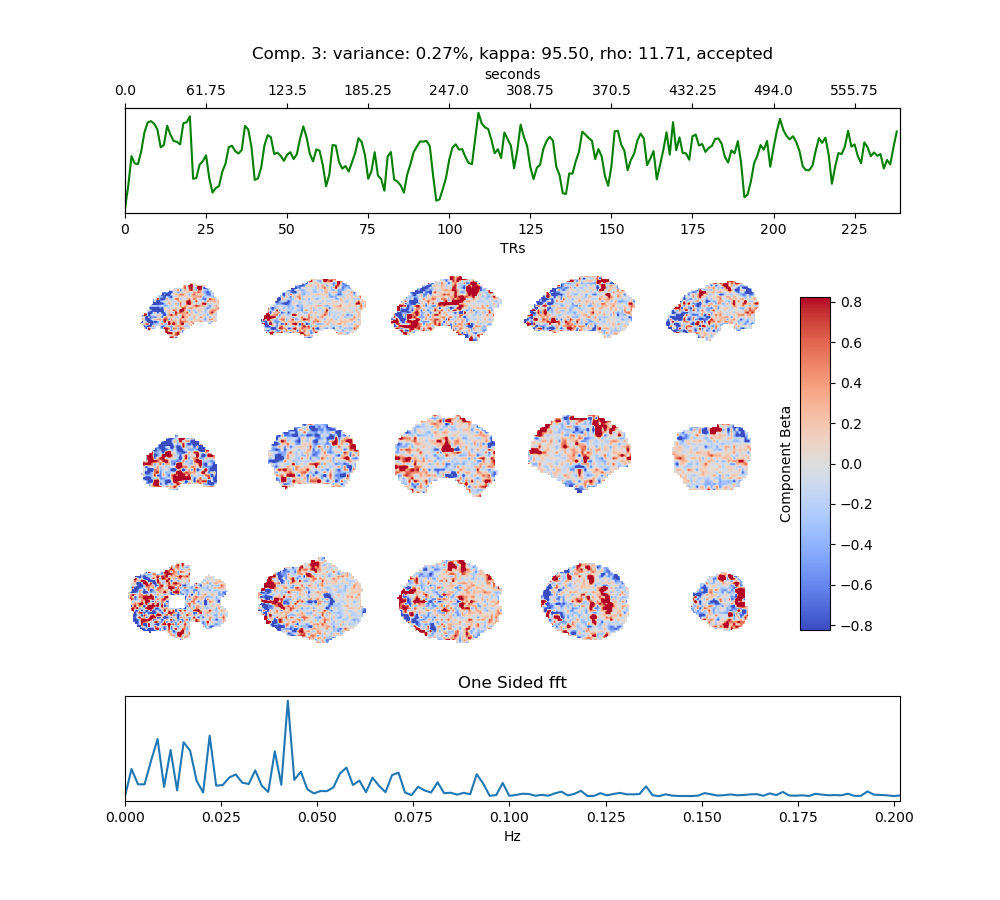 Comp. 3: variance: 0.27%, kappa: 95.50, rho: 11.71, accepted
seconds
0.0 61.75 123.5 185.25 247.0 308.75 370.5 432.25 494.0 555.75
0 25 50 75 100 125 150 175 200 225
TRs
0.8
0.6
0.4
0.2
0.0
−0.2
−0.4
−0.6
−0.8
Component Beta
One Sided fft
0.000 0.025 0.050 0.075 0.100 0.125 0.150 0.175 0.200
Hz